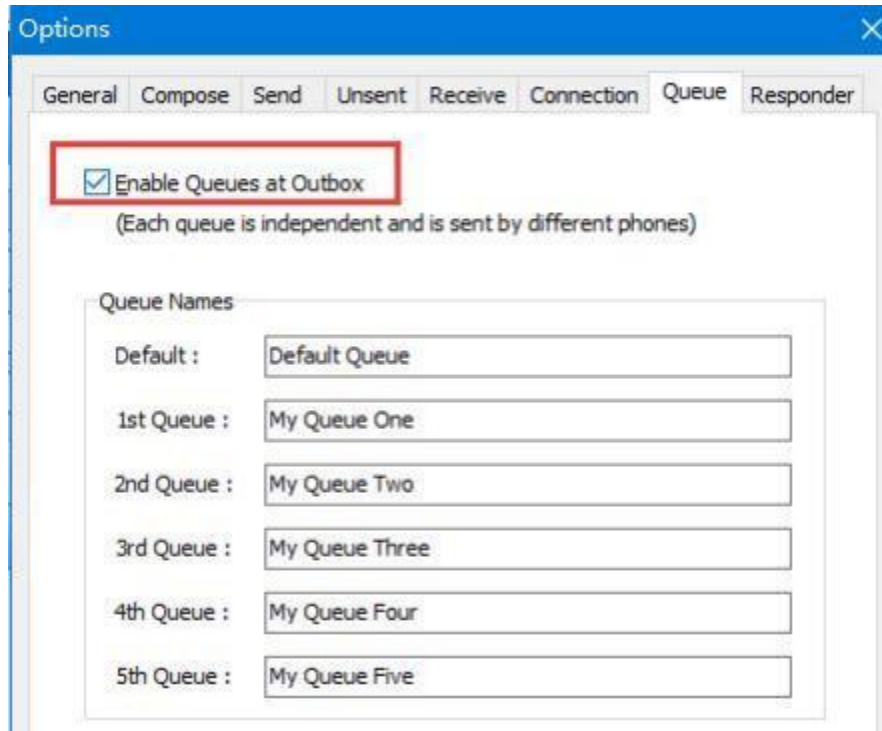 Options
General Compose Send Unsent Receive Connection Queue Responder
Enable Queues at Outbox
(Each queue is independent and is sent by different phones)
Queue Names
Default : Default Queue
1st Queue : My Queue One
2nd Queue : My Queue Two
3rd Queue : My Queue Three
4th Queue : My Queue Four
5th Queue : My Queue Five